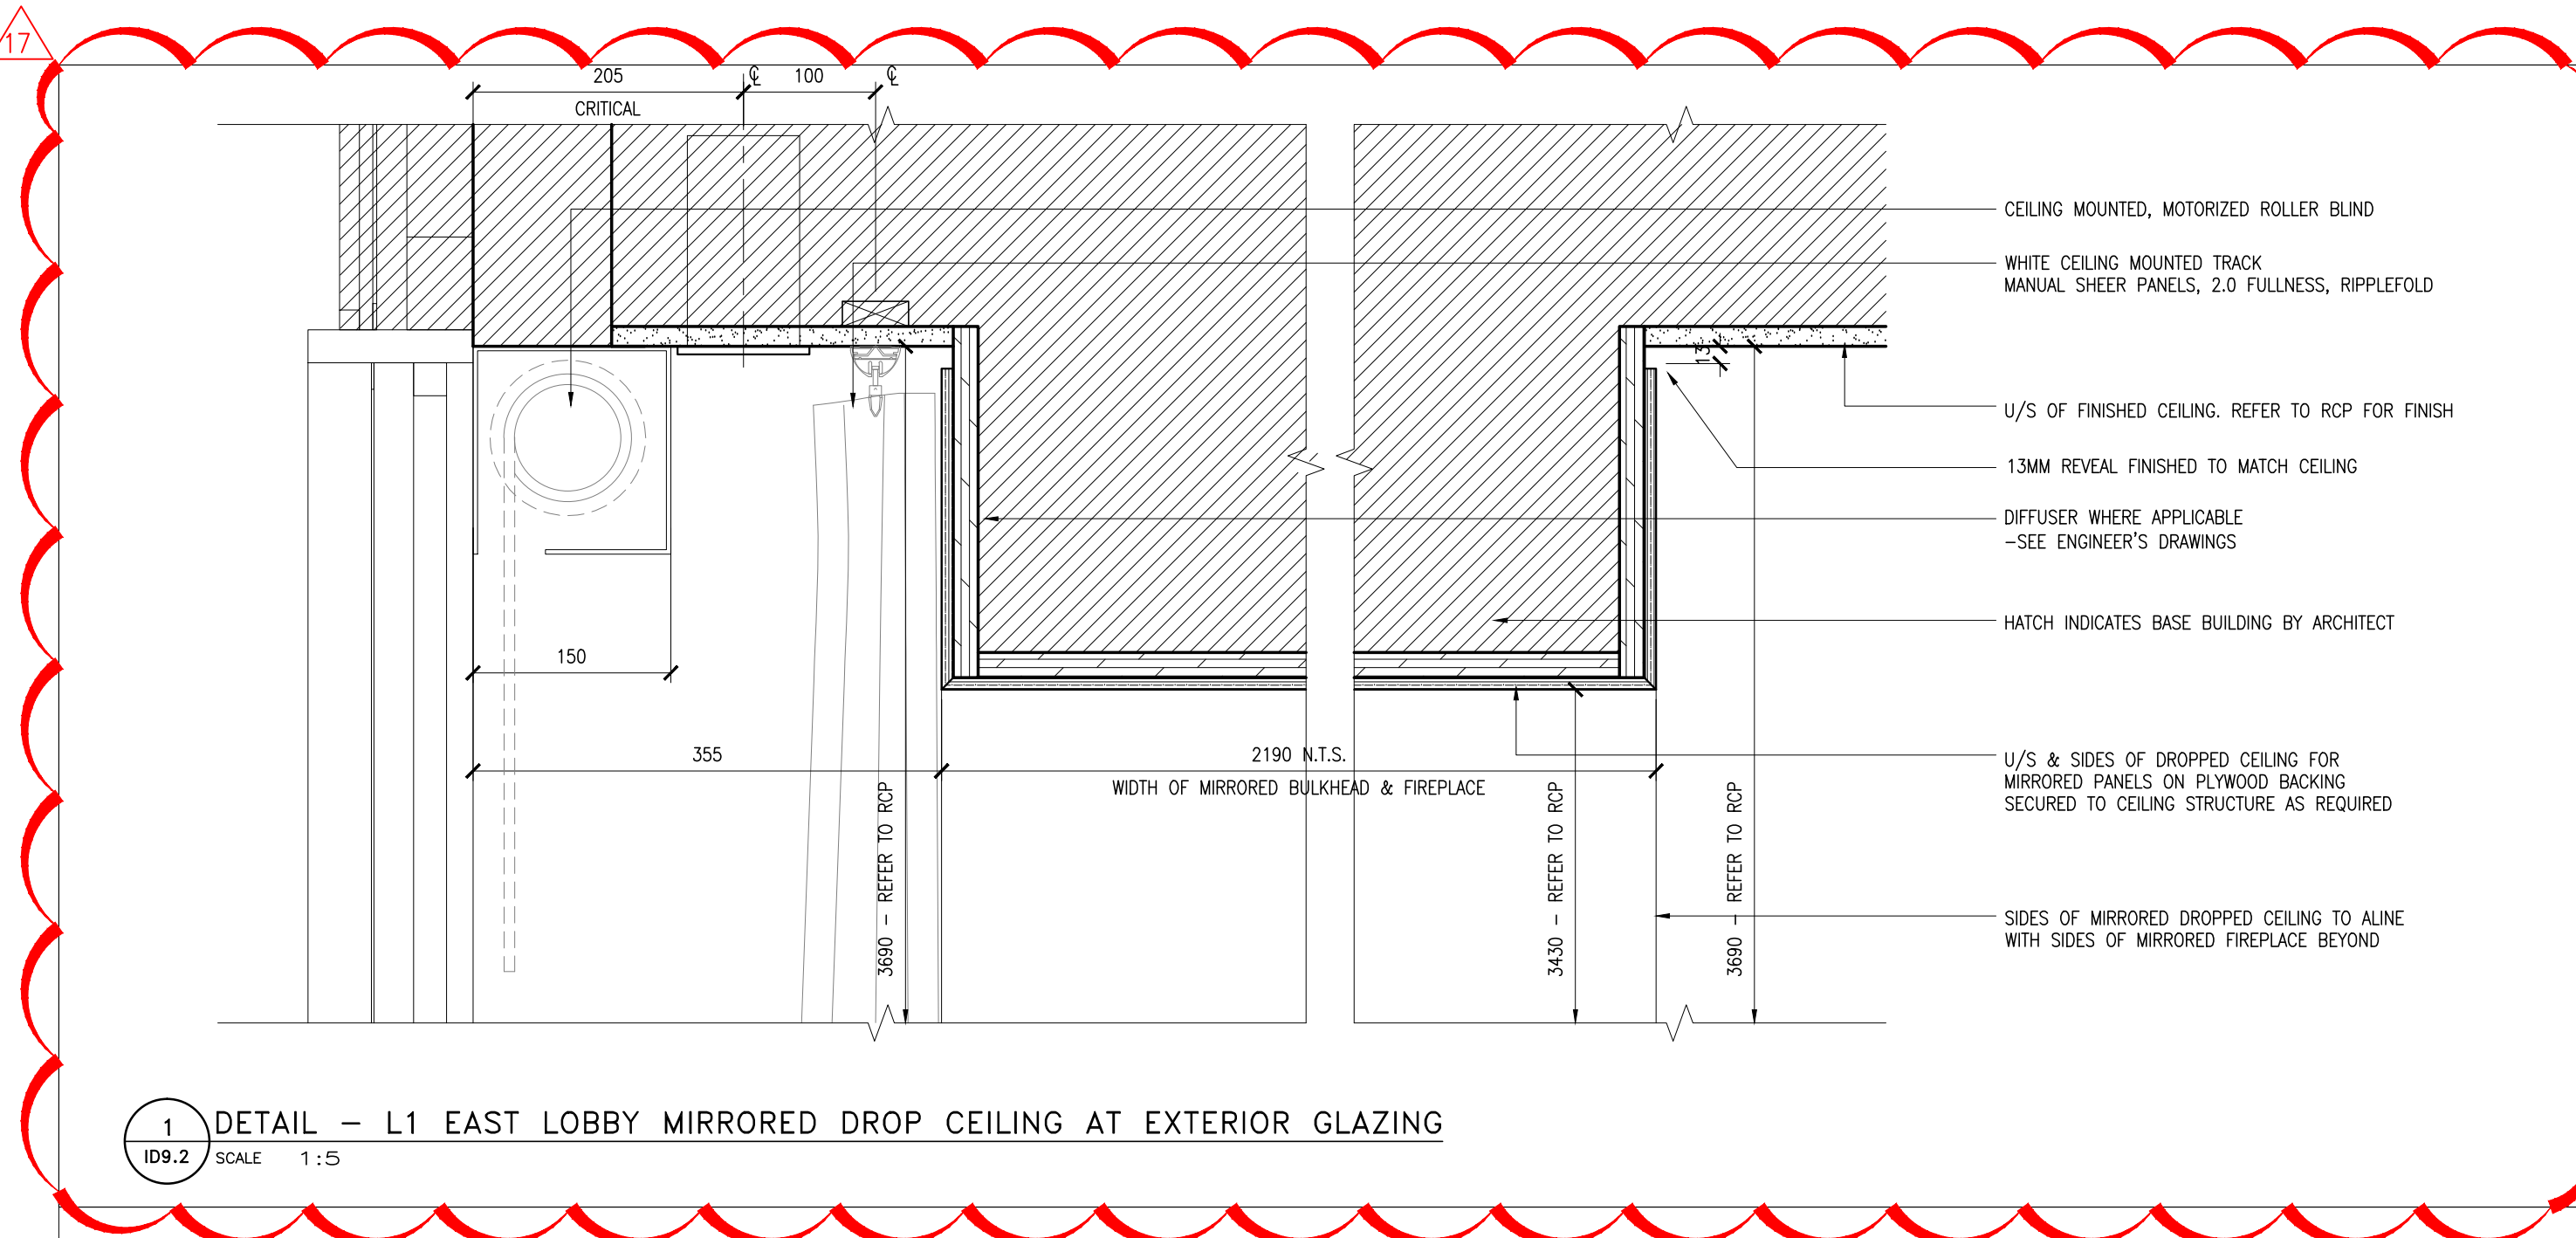 17
205
℄
100
℄
CRITICAL
CEILING MOUNTED, MOTORIZED ROLLER BLIND
WHITE CEILING MOUNTED TRACK
MANUAL SHEER PANELS, 2.0 FULLNESS, RIPPLEFOLD
13
U/S OF FINISHED CEILING. REFER TO RCP FOR FINISH
13MM REVEAL FINISHED TO MATCH CEILING
DIFFUSER WHERE APPLICABLE
-SEE ENGINEER'S DRAWINGS
HATCH INDICATES BASE BUILDING BY ARCHITECT
150
355
2190 N.T.S.
WIDTH OF MIRRORED BULKHEAD & FIREPLACE
U/S & SIDES OF DROPPED CEILING FOR
MIRRORED PANELS ON PLYWOOD BACKING
SECURED TO CEILING STRUCTURE AS REQUIRED
3690 - REFER TO RCP
3430 - REFER TO RCP
3690 - REFER TO RCP
SIDES OF MIRRORED DROPPED CEILING TO ALINE
WITH SIDES OF MIRRORED FIREPLACE BEYOND
1
DETAIL - L1 EAST LOBBY MIRRORED DROP CEILING AT EXTERIOR GLAZING
ID9.2
SCALE 1:5